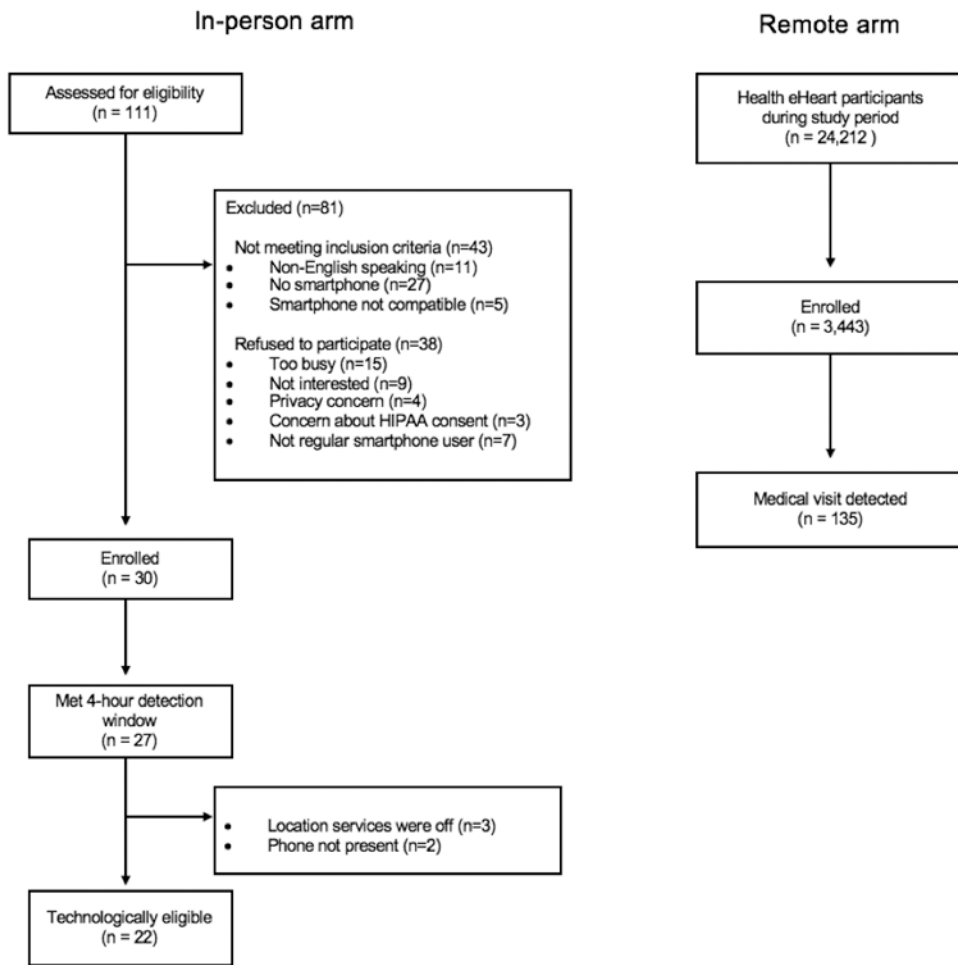 In-person arm
Assessed for eligibility
(n = 111)
Excluded (n=81)
Not meeting inclusion criteria (n=43)
• Non-English speaking (n=11)
• No smartphone (n=27)
• Smartphone not compatible (n=5)
Refused to participate (n=38)
• Too busy (n=15)
• Not interested (n=9)
• Privacy concern (n=4)
• Concern about HIPAA consent (n=3)
• Not regular smartphone user (n=7)
Enrolled
(n = 30)
Met 4-hour detection
window
(n = 27)
• Location services were off (n=3)
• Phone not present (n=2)
Technologically eligible
(n = 22)
Remote arm
Health eHeart participants
during study period
(n = 24,212 )
Enrolled
(n = 3,443)
Medical visit detected
(n = 135)